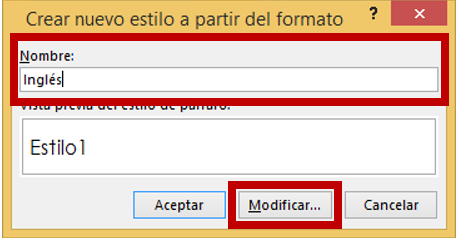 Crear nuevo estilo a partir del formato ?
Nombre:
Inglés
Vista previa del estilo de párrafo:
Estilo1
Aceptar Modificar... Cancelar